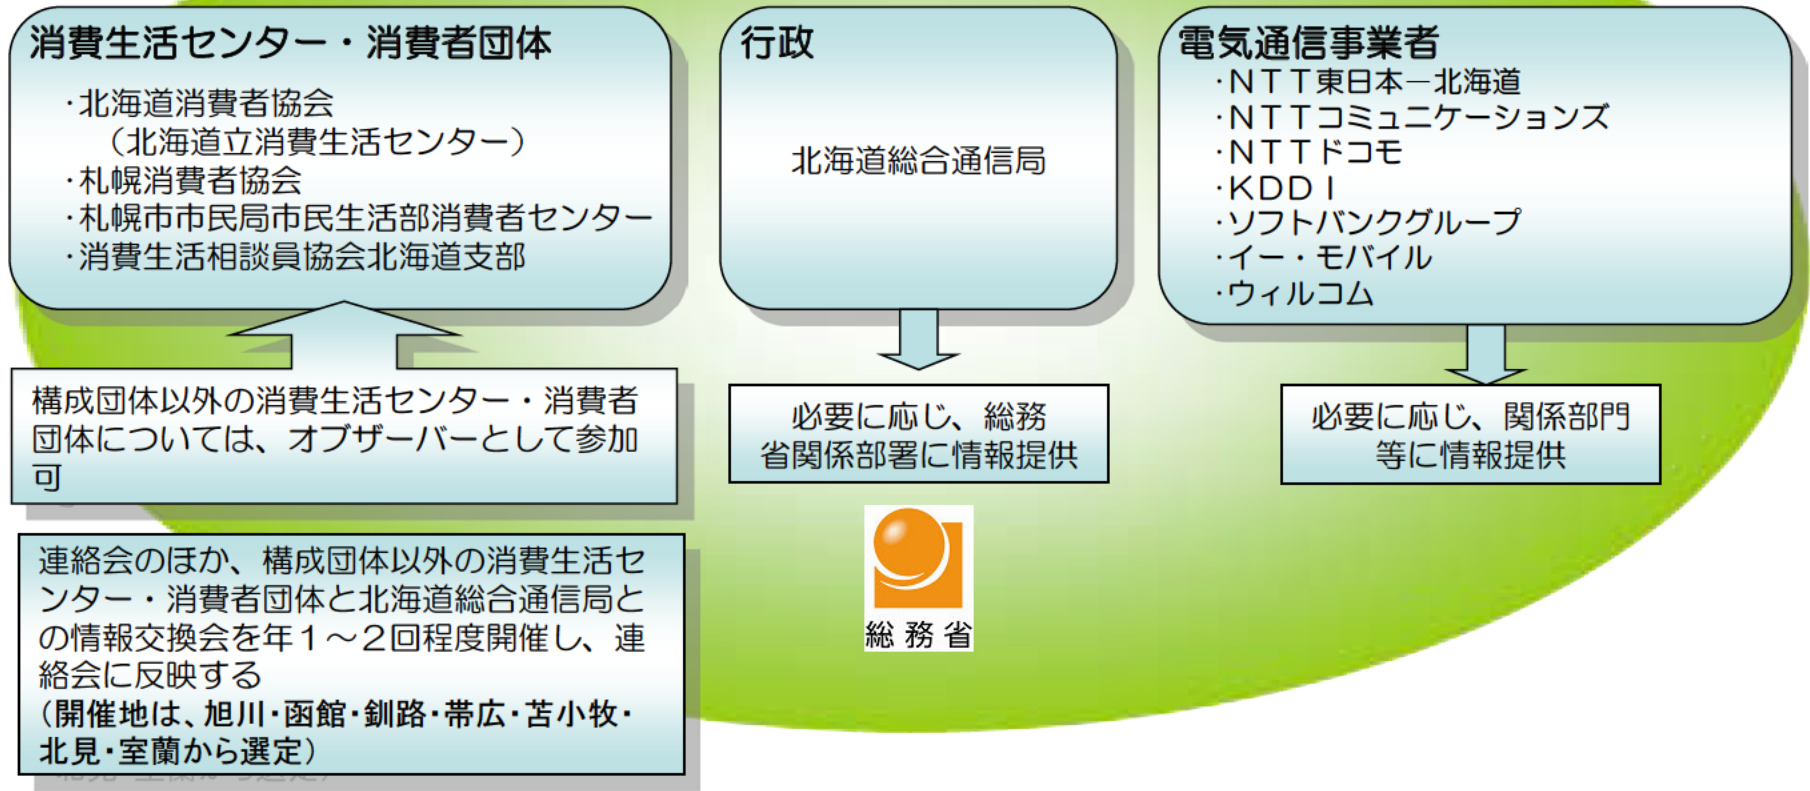 消費生活センター・消費者団体
・北海道消費者協会
（北海道立消費生活センター）
・札幌消費者協会
・札幌市市民局市民生活部消費者センター
・消費生活相談員協会北海道支部
構成団体以外の消費生活センター・消費者
団体については、オブザーバーとして参加
可
連絡会のほか、構成団体以外の消費生活セ
ンター・消費者団体と北海道総合通信局と
の情報交換会を年１～２回程度開催し、連
絡会に反映する
（開催地は、旭川・函館・釧路・帯広・苫小牧・
北見・室蘭から選定）
行政
北海道総合通信局
必要に応じ、総務
省関係部署に情報提供
総務省
電気通信事業者
・ＮＴＴ東日本－北海道
・ＮＴＴコミュニケーションズ
・ＮＴＴドコモ
・ＫＤＤＩ
・ソフトバンクグループ
・イー・モバイル
・ウィルコム
必要に応じ、関係部門
等に情報提供